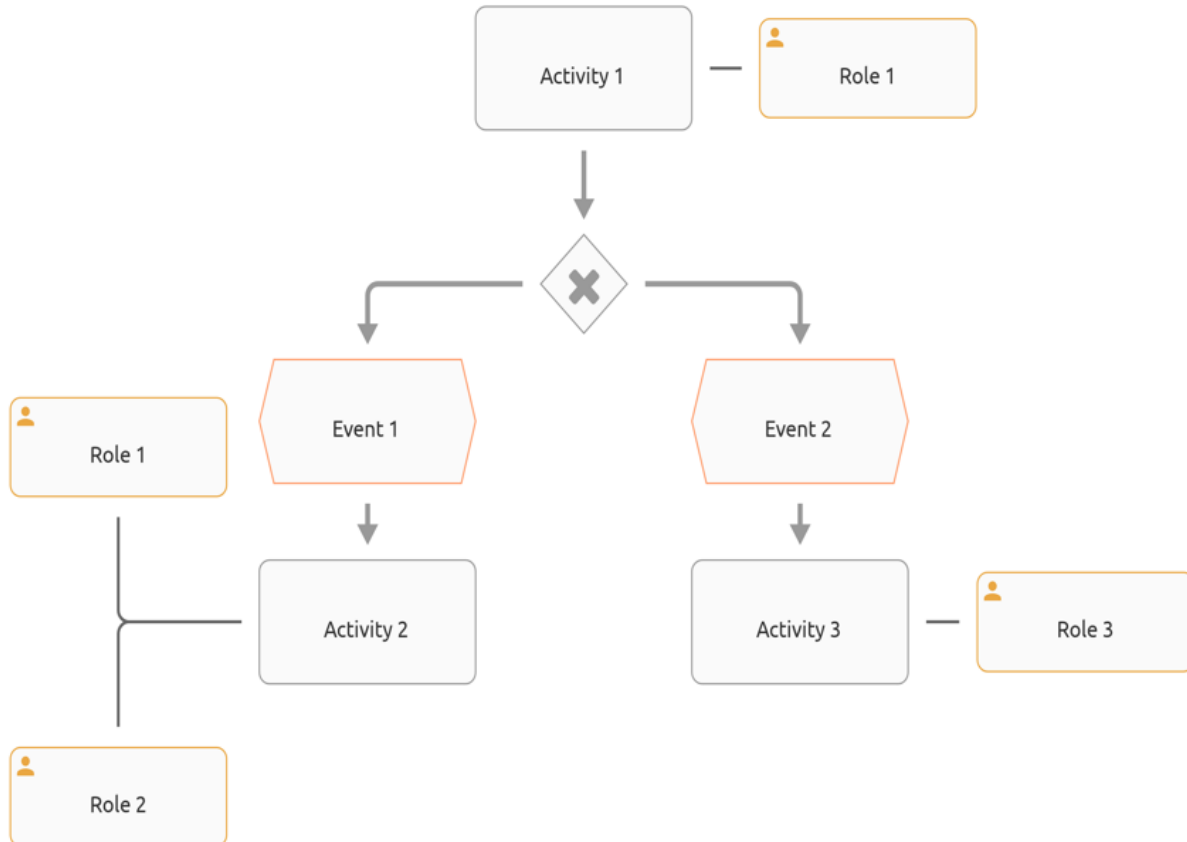 Activity 1
Role 1
Event 1
Event 2
Role 1
Activity 2
Activity 3
Role 3
Role 2